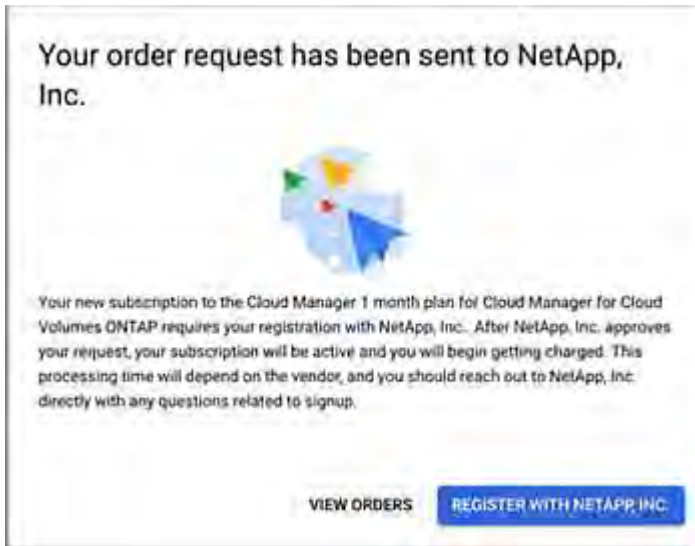 Your order request has been sent to NetApp,
Inc.
Your new subscription to the Cloud Manager 1 month plan for Cloud Manager for Cloud
Volumes ONTAP requires your registration with NetApp, Inc.. After NetApp, Inc. approves
your request, your subscription will be active and you will begin getting charged. This
processing time will depend on the vendor, and you should reach out to NetApp, Inc.
directly with any questions related to signup.
VIEW ORDERS
REGISTER WITH NETAPP, INC.